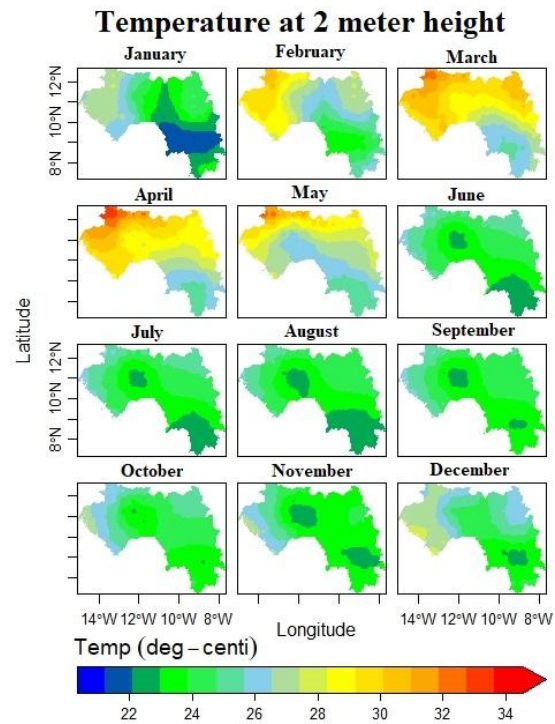 Temperature at 2 meter height
January February March
12°N
10°N
8°N
April May June
Latitude
July August September
12°N
10°N
8°N
October November December
14°W 12°W 10°W 8°W 14°W 12°W 10°W 8°W
Longitude
Temp (deg-centi)
22 24 26 28 30 32 34